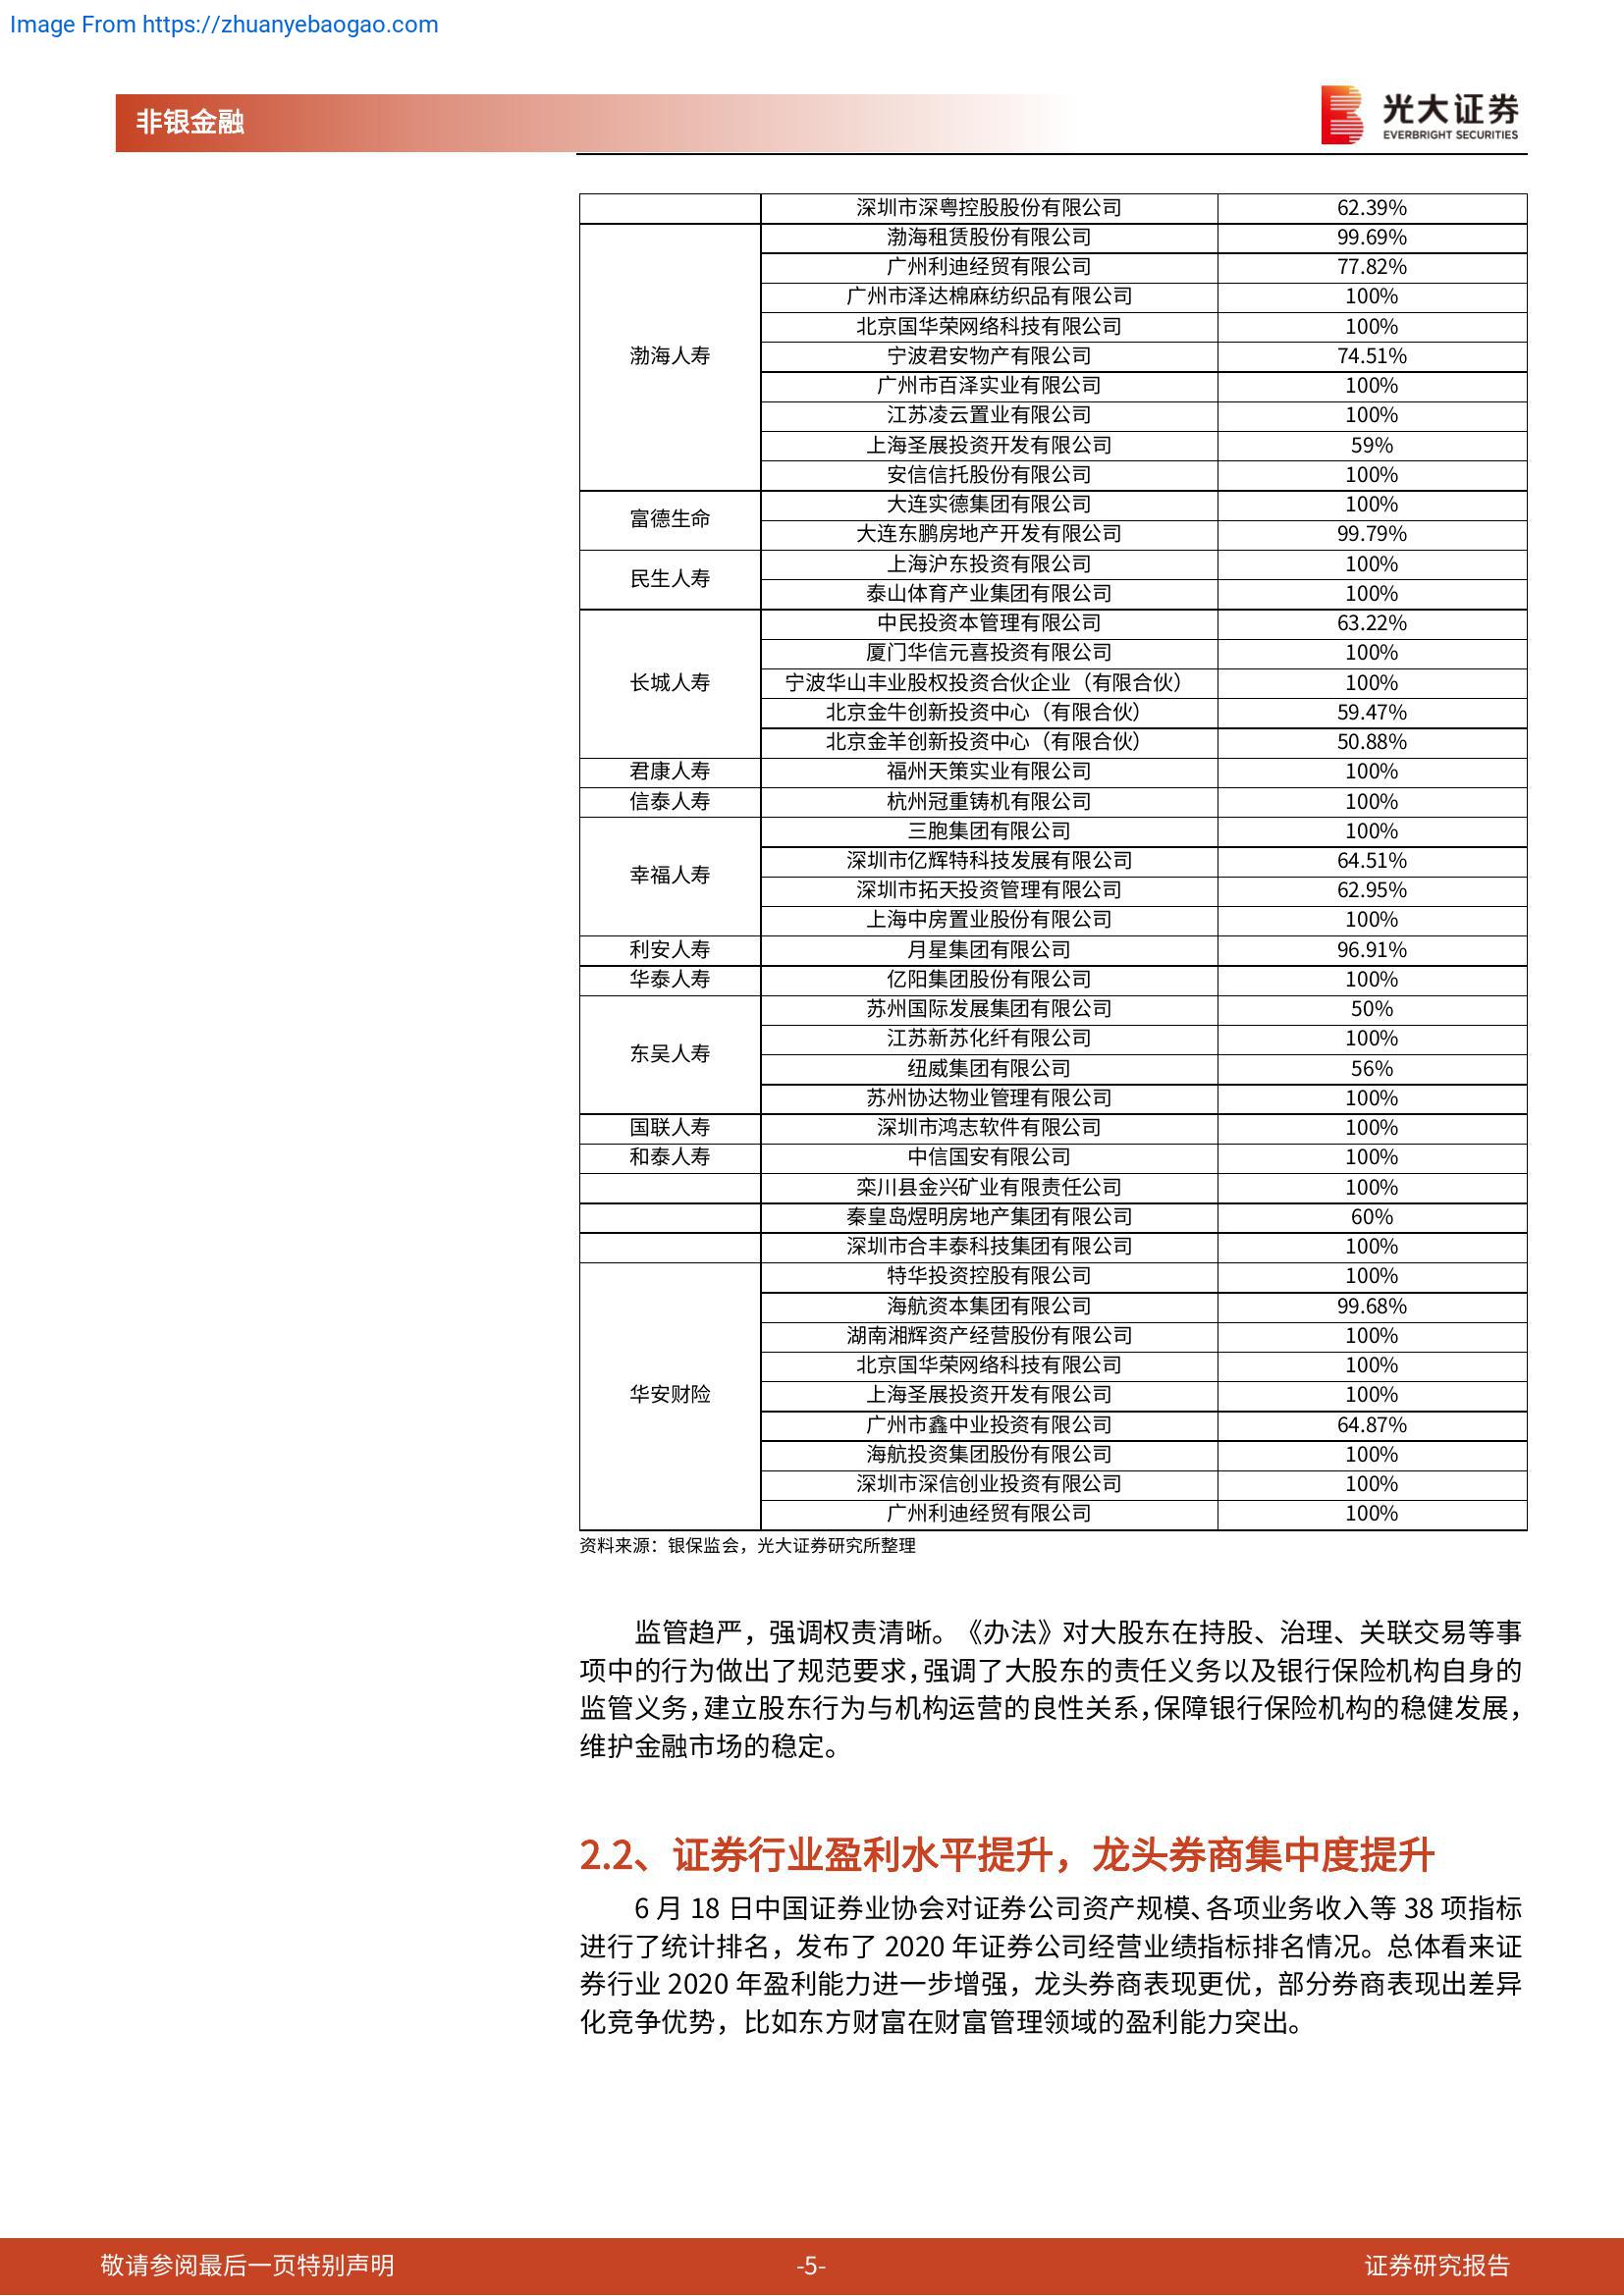 Image From https://zhuanyebaogao.com
非银金融
光大证券
EVERBRIGHT SECURITIES
深圳市深粤控股股份有限公司 62.39%
渤海租赁股份有限公司 99.69%
广州利迪经贸有限公司 77.82%
广州市泽达棉麻纺织品有限公司 100%
北京国华荣网络科技有限公司 100%
渤海人寿 宁波君安物产有限公司 74.51%
广州市百泽实业有限公司 100%
江苏凌云置业有限公司 100%
上海圣展投资开发有限公司 59%
安信信托股份有限公司 100%
富德生命 大连实德集团有限公司 100%
大连东鹏房地产开发有限公司 99.79%
民生人寿 上海沪东投资有限公司 100%
泰山体育产业集团有限公司 100%
中民投资本管理有限公司 63.22%
厦门华信元喜投资有限公司 100%
长城人寿 宁波华山丰业股权投资合伙企业（有限合伙） 100%
北京金牛创新投资中心（有限合伙） 59.47%
北京金羊创新投资中心（有限合伙） 50.88%
君康人寿 福州天策实业有限公司 100%
信泰人寿 杭州冠重铸机有限公司 100%
三胞集团有限公司 100%
幸福人寿 深圳市亿辉特科技发展有限公司 64.51%
深圳市拓天投资管理有限公司 62.95%
上海中房置业股份有限公司 100%
利安人寿 月星集团有限公司 96.91%
华泰人寿 亿阳集团股份有限公司 100%
苏州国际发展集团有限公司 50%
东吴人寿 江苏新苏化纤有限公司 100%
纽威集团有限公司 56%
苏州协达物业管理有限公司 100%
国联人寿 深圳市鸿志软件有限公司 100%
和泰人寿 中信国安有限公司 100%
栾川县金兴矿业有限责任公司 100%
秦皇岛煜明房地产集团有限公司 60%
深圳市合丰泰科技集团有限公司 100%
特华投资控股有限公司 100%
海航资本集团有限公司 99.68%
湖南湘辉资产经营股份有限公司 100%
北京国华荣网络科技有限公司 100%
华安财险 上海圣展投资开发有限公司 100%
广州市鑫中业投资有限公司 64.87%
海航投资集团股份有限公司 100%
深圳市深信创业投资有限公司 100%
广州利迪经贸有限公司 100%
资料来源：银保监会，光大证券研究所整理
监管趋严，强调权责清晰。《办法》对大股东在持股、治理、关联交易等事
项中的行为做出了规范要求，强调了大股东的责任义务以及银行保险机构自身的
监管义务，建立股东行为与机构运营的良性关系，保障银行保险机构的稳健发展，
维护金融市场的稳定。
2.2、证券行业盈利水平提升，龙头券商集中度提升
6 月 18 日中国证券业协会对证券公司资产规模、各项业务收入等 38 项指标
进行了统计排名，发布了 2020 年证券公司经营业绩指标排名情况。总体看来证
券行业 2020 年盈利能力进一步增强，龙头券商表现更优，部分券商表现出差异
化竞争优势，比如东方财富在财富管理领域的盈利能力突出。
敬请参阅最后一页特别声明 -5- 证券研究报告